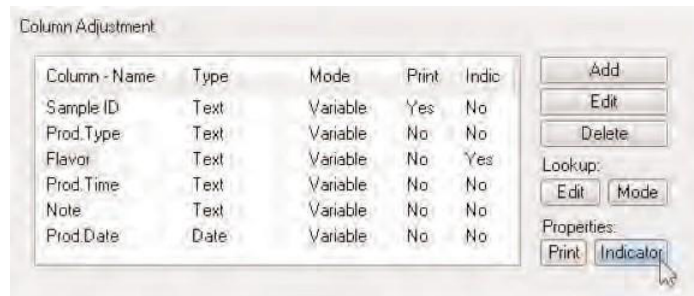 Column Adjustment
Column - Name Type Mode Print Indic
Sample ID Text Variable Yes No
Prod.Type Text Variable No No
Flavor Text Variable No Yes
Prod.Time Text Variable No No
Note Text Variable No No
Prod.Date Date Variable No No
Add
Edit
Delete
Lookup:
Edit Mode
Properties:
Print Indicator